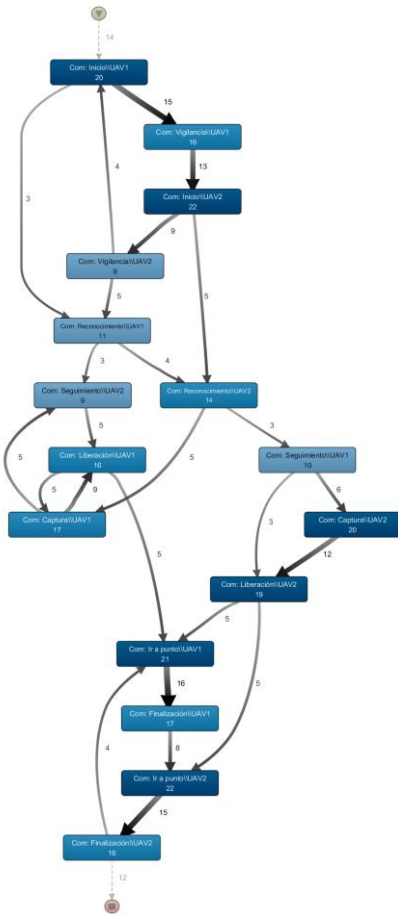 14
Com: Inicio\\UAV1
20
15
Com: Vigilancia\\UAV1
16
4
13
3
Com: Inicio\\UAV2
22
9
Com: Vigilancia\\UAV2
9
5
5
Com: Reconocimiento\\UAV1
11
3
4
Com: Seguimiento\\UAV2
9
Com: Reconocimiento\\UAV2
14
5
3
Com: Liberación\\UAV1
16
Com: Seguimiento\\UAV1
10
5
5
9
5
6
Com: Captura\\UAV1
17
3
Com: Captura\\UAV2
20
5
12
Com: Liberación\\UAV2
19
5
Com: Ir a punto\\UAV1
21
16
5
Com: Finalización\\UAV1
17
4
8
Com: Ir a punto\\UAV2
22
15
Com: Finalización\\UAV2
16
12